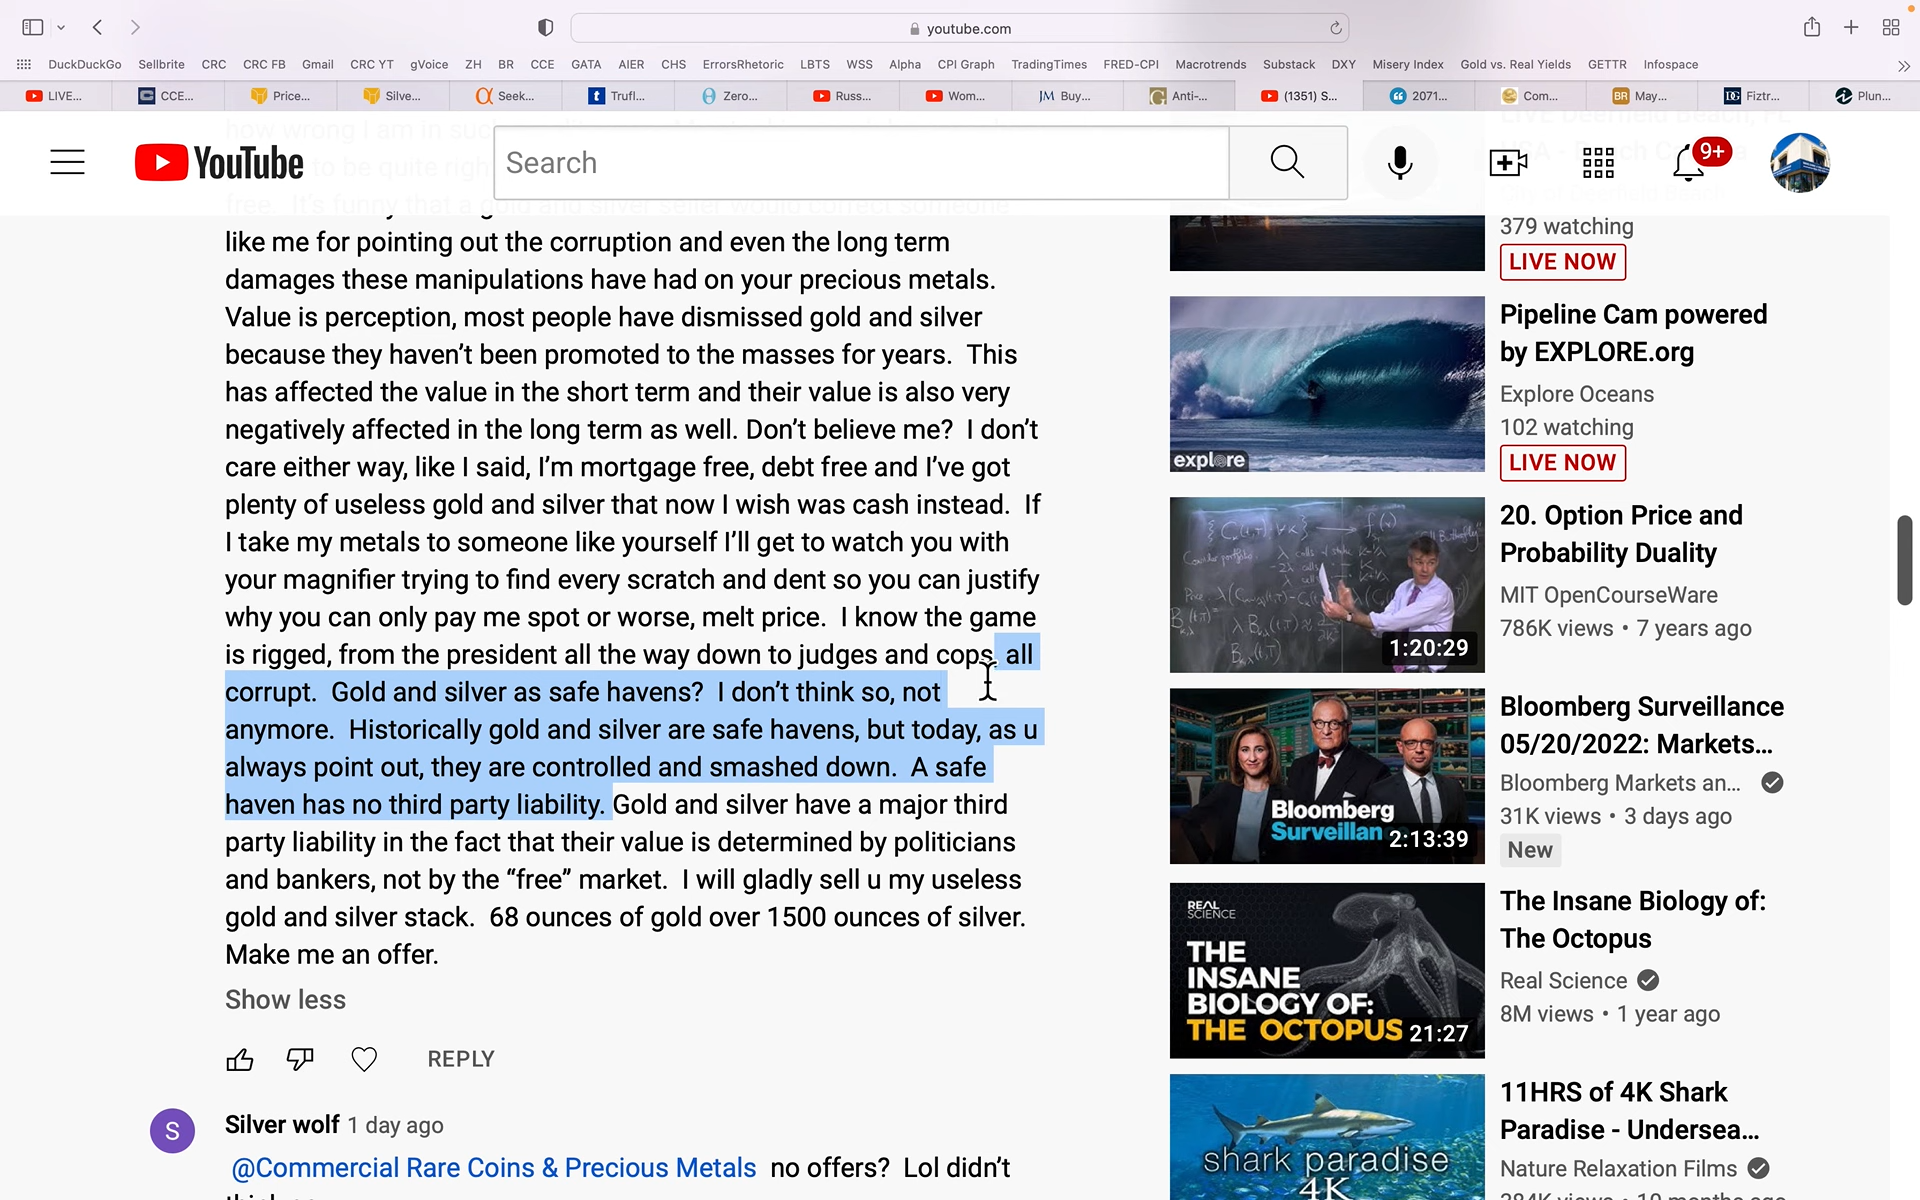 youtube.com
DuckDuckGo Sellbrite CRC CRC FB Gmail CRC YT gVoice ZH BR CCE GATA AIER CHS ErrorsRhetoric LBTS WSS Alpha CPI Graph TradingTimes FRED-CPI Macrotrends Substack DXY Misery Index Gold vs. Real Yields GETTR Infospace
LIVE... CCE... Price... Silve... Seek... Trufl... Zero... Russ... Wom... JM Buy... Anti-... (1351) S... 2071... Com... BR May... DG Fiztr... Plun...
YouTube
Search
9+
free. It's funny that a gold and silver seller would correct someone
like me for pointing out the corruption and even the long term
damages these manipulations have had on your precious metals.
Value is perception, most people have dismissed gold and silver
because they haven't been promoted to the masses for years.  This
has affected the value in the short term and their value is also very
negatively affected in the long term as well. Don't believe me?  I don't
care either way, like I said, I'm mortgage free, debt free and I've got
plenty of useless gold and silver that now I wish was cash instead.  If
I take my metals to someone like yourself I'll get to watch you with
your magnifier trying to find every scratch and dent so you can justify
why you can only pay me spot or worse, melt price.  I know the game
is rigged, from the president all the way down to judges and cops, all
corrupt.  Gold and silver as safe havens?  I don't think so, not
anymore.  Historically gold and silver are safe havens, but today, as u
always point out, they are controlled and smashed down.  A safe
haven has no third party liability. Gold and silver have a major third
party liability in the fact that their value is determined by politicians
and bankers, not by the “free” market.  I will gladly sell u my useless
gold and silver stack.  68 ounces of gold over 1500 ounces of silver.
Make me an offer.
Show less
REPLY
S
Silver wolf 1 day ago
@Commercial Rare Coins & Precious Metals  no offers?  Lol didn't
379 watching
LIVE NOW
explore
Pipeline Cam powered
by EXPLORE.org
Explore Oceans
102 watching
LIVE NOW
1:20:29
20. Option Price and
Probability Duality
MIT OpenCourseWare
786K views • 7 years ago
Bloomberg
Surveillan
2:13:39
Bloomberg Surveillance
05/20/2022: Markets...
Bloomberg Markets an...
31K views • 3 days ago
New
REAL
SCIENCE
THE
INSANE
BIOLOGY OF:
THE OCTOPUS
21:27
The Insane Biology of:
The Octopus
Real Science
8M views • 1 year ago
shark paradise
4K
11HRS of 4K Shark
Paradise - Undersea...
Nature Relaxation Films